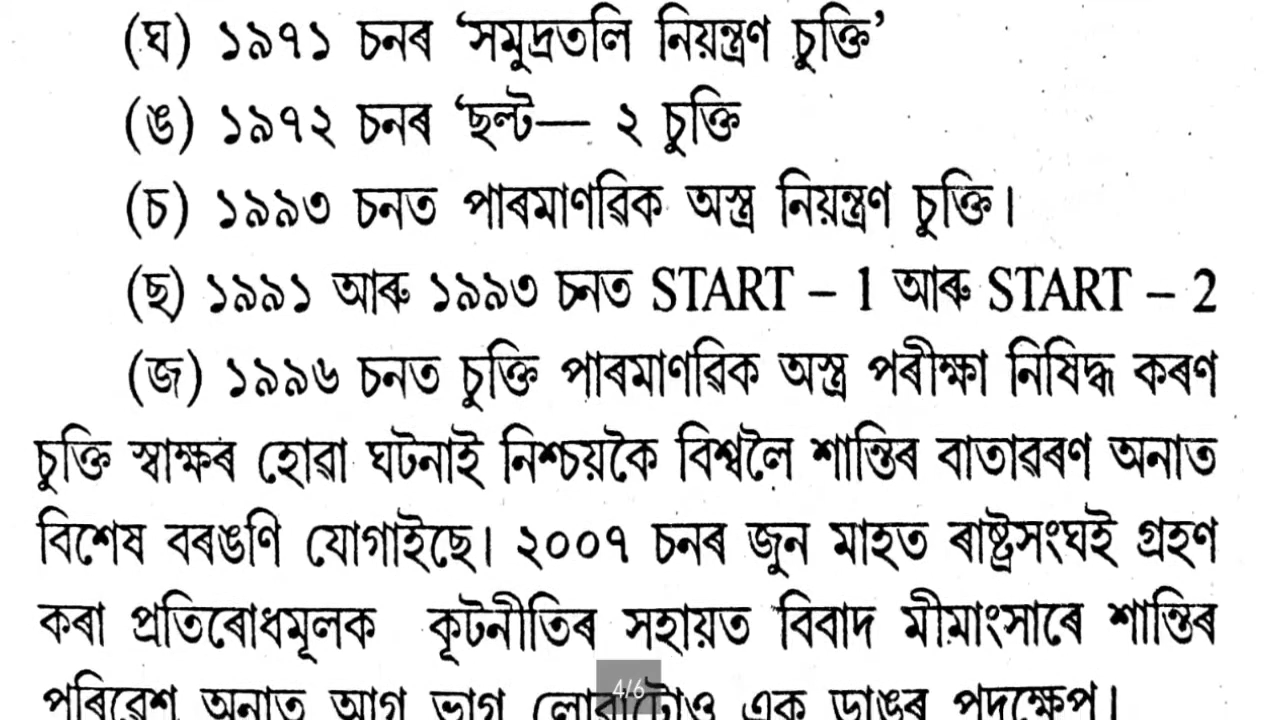 (ঘ) ১৯৭১ চনৰ ‘সমুদ্ৰতলি নিয়ন্ত্ৰণ চুক্তি’
(ঙ) ১৯৭২ চনৰ ‘ছল্ট— ২ চুক্তি
(চ) ১৯৯৩ চনত পাৰমাণৱিক অস্ত্ৰ নিয়ন্ত্ৰণ চুক্তি।
(ছ) ১৯৯১ আৰু ১৯৯৩ চনত START – 1 আৰু START – 2
(জ) ১৯৯৬ চনত চুক্তি পাৰমাণৱিক অস্ত্ৰ পৰীক্ষা নিষিদ্ধ কৰণ
চুক্তি স্বাক্ষৰ হোৱা ঘটনাই নিশ্চয়কৈ বিশ্বলৈ শান্তিৰ বাতাৱৰণ অনাত
বিশেষ বৰঙণি যোগাইছে। ২০০৭ চনৰ জুন মাহত ৰাষ্ট্ৰসংঘই গ্ৰহণ
কৰা প্ৰতিৰোধমূলক কূটনীতিৰ সহায়ত বিবাদ মীমাংসাৰে শান্তিৰ
পৰিৱেশ অনাত আগ ভাগ লোৱাটোও এক ডাঙৰ পদক্ষেপ।
4/6